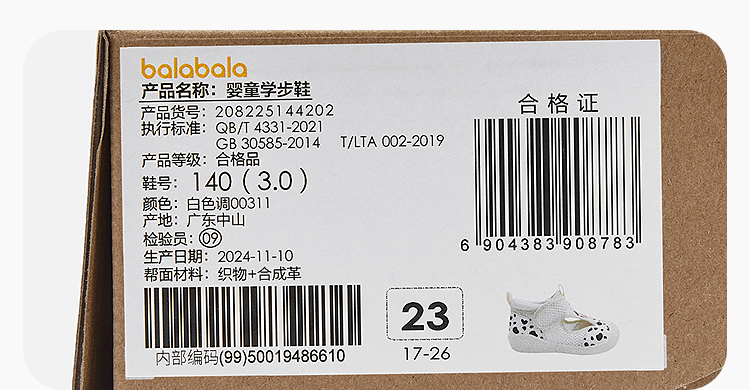 balabala
产品名称：婴童学步鞋
产品货号：208225144202
执行标准：QB/T 4331-2021
GB 30585-2014 T/LTA 002-2019
产品等级：合格品
鞋号：140（3.0）
颜色：白色调00311
产地：广东中山
检验员：09
生产日期：2024-11-10
帮面材料：织物+合成革
内部编码(99)50019486610
23
17-26
合格证
6 904383 908783